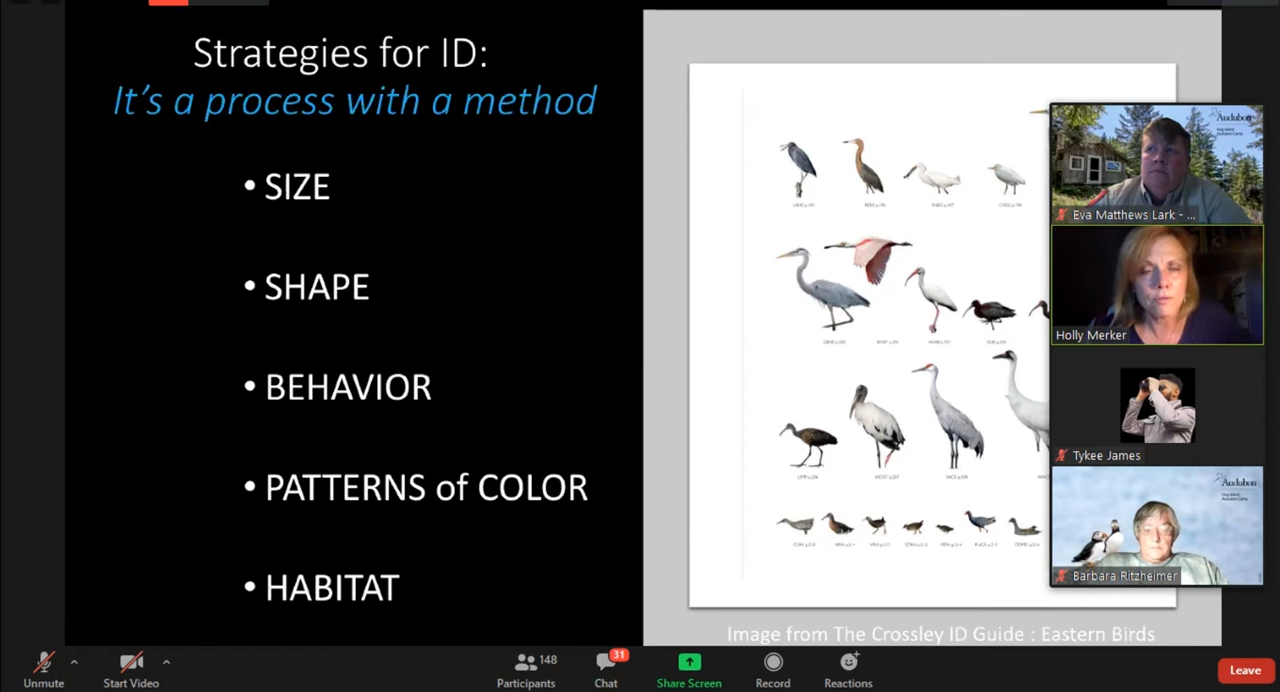 Strategies for ID:
It's a process with a method
• SIZE
• SHAPE
• BEHAVIOR
• PATTERNS of COLOR
• HABITAT
Image from The Crossley ID Guide : Eastern Birds
Audubon
Eva Matthews Lark - ...
Holly Merker
Tykee James
Audubon
Barbara Ritzheimer
Unmute
Start Video
148
Participants
31
Chat
Share Screen
Record
Reactions
Leave